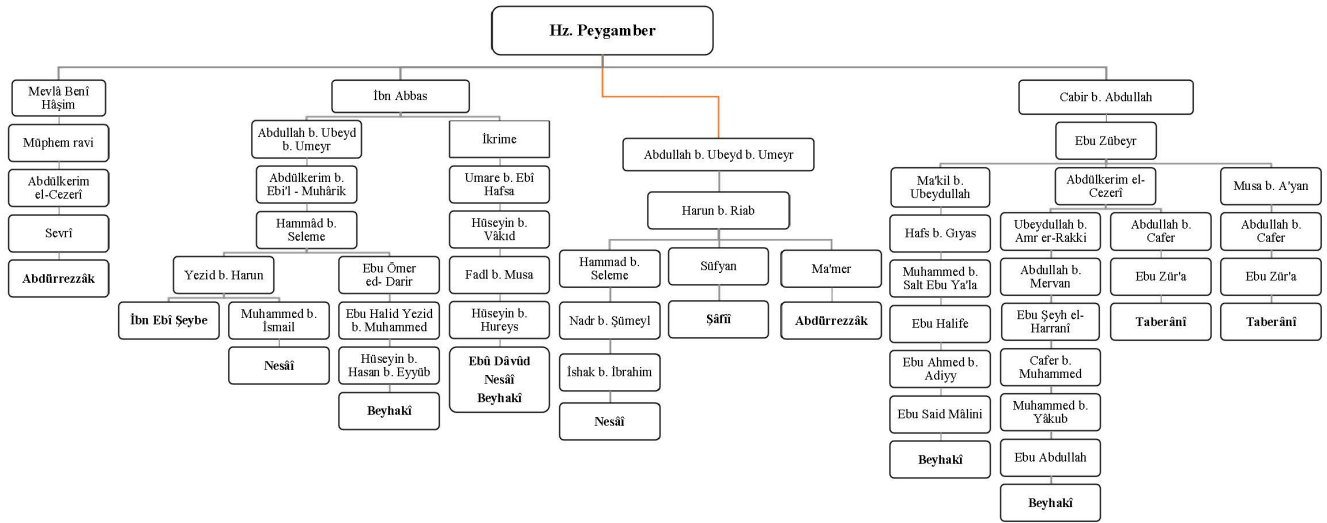 Hz. Peygamber
Mevlâ Benî
Hâşim
Müphem ravi
Abdülkerim
el-Cezerî
Sevrî
Abdürrezzâk
İbn Abbas
Abdullah b. Ubeyd
b. Umeyr
Abdülkerim b.
Ebi'l - Muhârik
Hammâd b.
Seleme
Yezid b. Harun
İbn Ebî Şeybe
Muhammed b.
İsmail
Nesâî
Ebu Ömer
ed- Darir
Ebu Halid Yezid
b. Muhammed
Hüseyin b.
Hasan b. Eyyüb
Beyhakî
İkrime
Umare b. Ebî
Hafsa
Hüseyin b.
Vâkıd
Fadl b. Musa
Hüseyin b.
Hureys
Ebû Dâvûd
Nesâî
Beyhakî
Abdullah b. Ubeyd b. Umeyr
Harun b. Riab
Hammad b.
Seleme
Nadr b. Şümeyl
İshak b. İbrahim
Nesâî
Süfyan
Şâfiî
Ma'mer
Abdürrezzâk
Cabir b. Abdullah
Ebu Zübeyr
Ma'kil b.
Ubeydullah
Hafs b. Gıyas
Muhammed b.
Salt Ebu Ya'la
Ebu Halife
Ebu Ahmed b.
Adiyy
Ebu Said Mâlini
Beyhakî
Abdülkerim el-
Cezerî
Ubeydullah b.
Amr er-Rakki
Abdullah b.
Mervan
Ebu Şeyh el-
Harranî
Cafer b.
Muhammed
Muhammed b.
Yâkub
Ebu Abdullah
Beyhakî
Abdullah b.
Cafer
Ebu Zür'a
Taberânî
Musa b. A'yan
Abdullah b.
Cafer
Ebu Zür'a
Taberânî